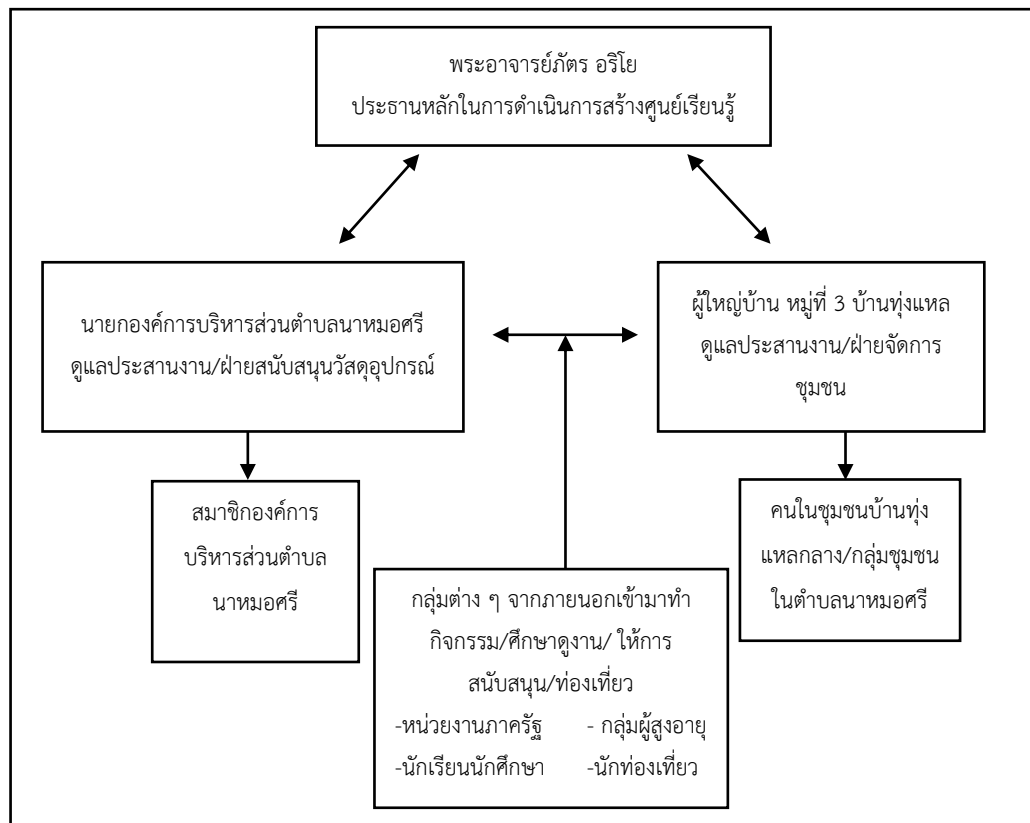 พระอาจารย์ภัตร อริโย
ประธานหลักในการดำเนินการสร้างศูนย์เรียนรู้
นายกองค์การบริหารส่วนตำบลนาหมอศรี
ดูแลประสานงาน/ฝ่ายสนับสนุนวัสดุอุปกรณ์
ผู้ใหญ่บ้าน หมู่ที่ 3 บ้านทุ่งแหล
ดูแลประสานงาน/ฝ่ายจัดการ
ชุมชน
สมาชิกองค์การ
บริหารส่วนตำบล
นาหมอศรี
คนในชุมชนบ้านทุ่ง
แหลกลาง/กลุ่มชุมชน
ในตำบลนาหมอศรี
กลุ่มต่าง ๆ จากภายนอกเข้ามาทำ
กิจกรรม/ศึกษาดูงาน/ ให้การ
สนับสนุน/ท่องเที่ยว
-หน่วยงานภาครัฐ - กลุ่มผู้สูงอายุ
-นักเรียนนักศึกษา -นักท่องเที่ยว